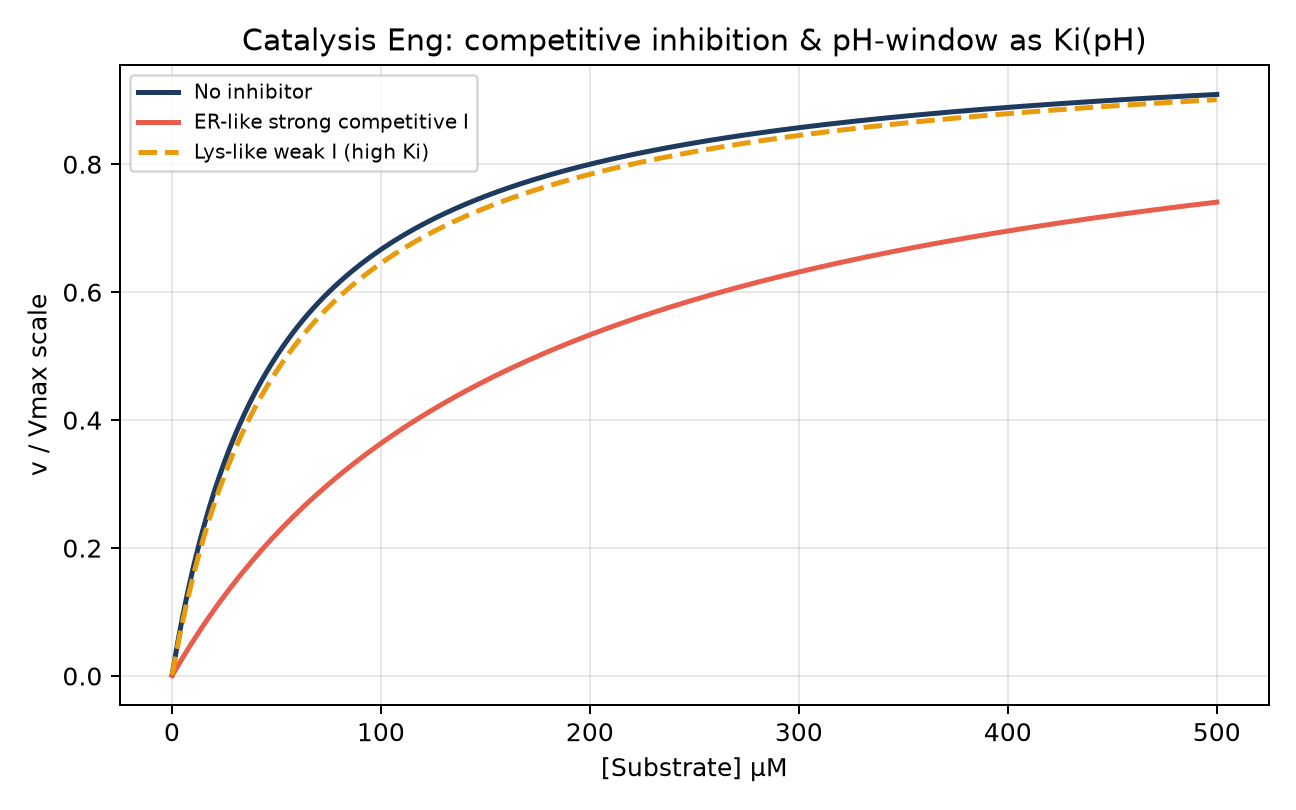 Catalysis Eng: competitive inhibition & pH-window as Ki(pH)
No inhibitor
ER-like strong competitive I
Lys-like weak I (high Ki)
v / Vmax scale
0.8
0.6
0.4
0.2
0.0
0 100 200 300 400 500
[Substrate] µM